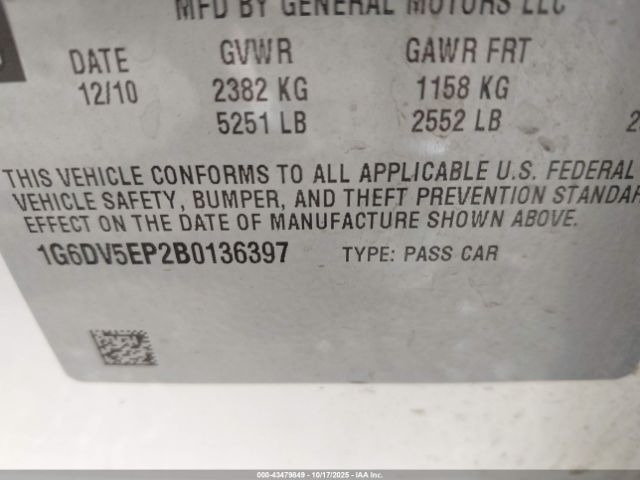 MFD BY GENERAL MOTORS LLC
DATE GVWR GAWR FRT
12/10 2382 KG 1158 KG
5251 LB 2552 LB
THIS VEHICLE CONFORMS TO ALL APPLICABLE U.S. FEDERAL
VEHICLE SAFETY, BUMPER, AND THEFT PREVENTION STANDAR
EFFECT ON THE DATE OF MANUFACTURE SHOWN ABOVE.
1G6DV5EP2B0136397 TYPE: PASS CAR
000-43479849 - 10/17/2025 - IAAI, Inc.